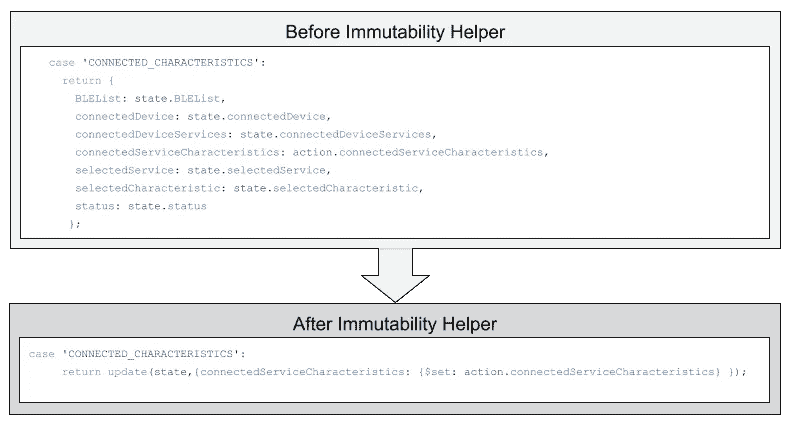 Before Immutability Helper
case 'CONNECTED_CHARACTERISTICS':
return {
BLEList: state.BLEList,
connectedDevice: state.connectedDevice,
connectedDeviceServices: state.connectedDeviceServices,
connectedServiceCharacteristics: action.connectedServiceCharacteristics,
selectedService: state.selectedService,
selectedCharacteristic: state.selectedCharacteristic,
status: state.status
};
After Immutability Helper
case 'CONNECTED_CHARACTERISTICS':
return update(state,{connectedServiceCharacteristics: {$set: action.connectedServiceCharacteristics} });